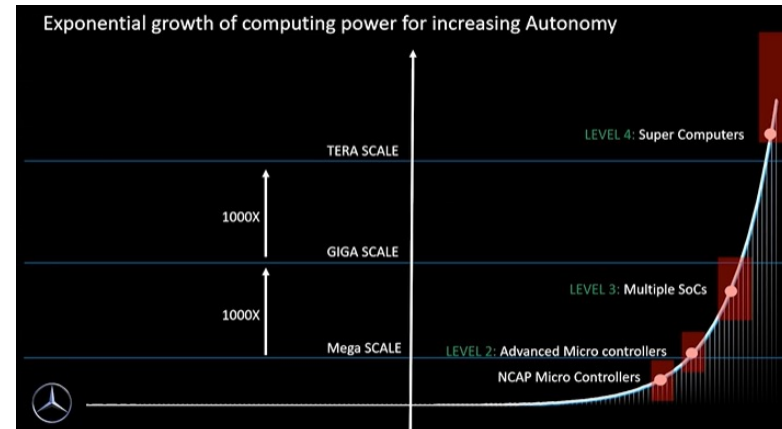 Exponential growth of computing power for increasing Autonomy
LEVEL 4: Super Computers
TERA SCALE
1000X
GIGA SCALE
LEVEL 3: Multiple SoCs
1000X
Mega SCALE
LEVEL 2: Advanced Micro controllers
NCAP Micro Controllers